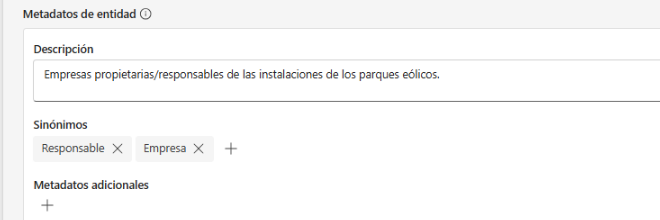 Metadatos de entidad
Descripción
Empresas propietarias/responsables de las instalaciones de los parques eólicos.
Sinónimos
Responsable
Empresa
Metadatos adicionales